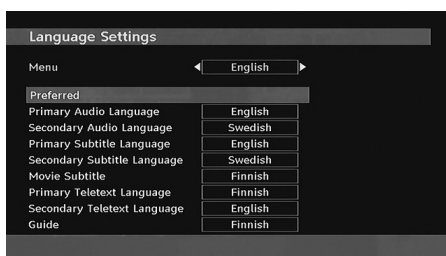 Language Settings
Menu English
Preferred
Primary Audio Language English
Secondary Audio Language Swedish
Primary Subtitle Language English
Secondary Subtitle Language Swedish
Movie Subtitle Finnish
Primary Teletext Language Finnish
Secondary Teletext Language English
Guide Finnish